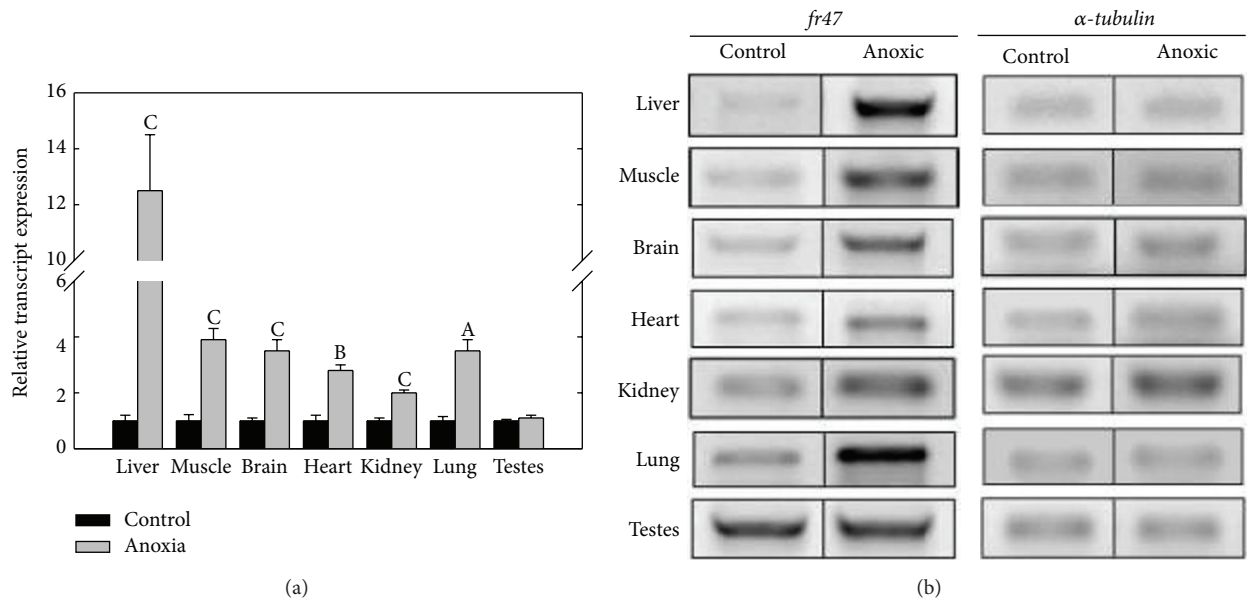 16
14
12
10
6
4
2
0
Relative transcript expression
C
C
C
B
C
A
Liver Muscle Brain Heart Kidney Lung Testes
Control
Anoxia
(a)
fr47 α-tubulin
Control Anoxic Control Anoxic
Liver
Muscle
Brain
Heart
Kidney
Lung
Testes
(b)